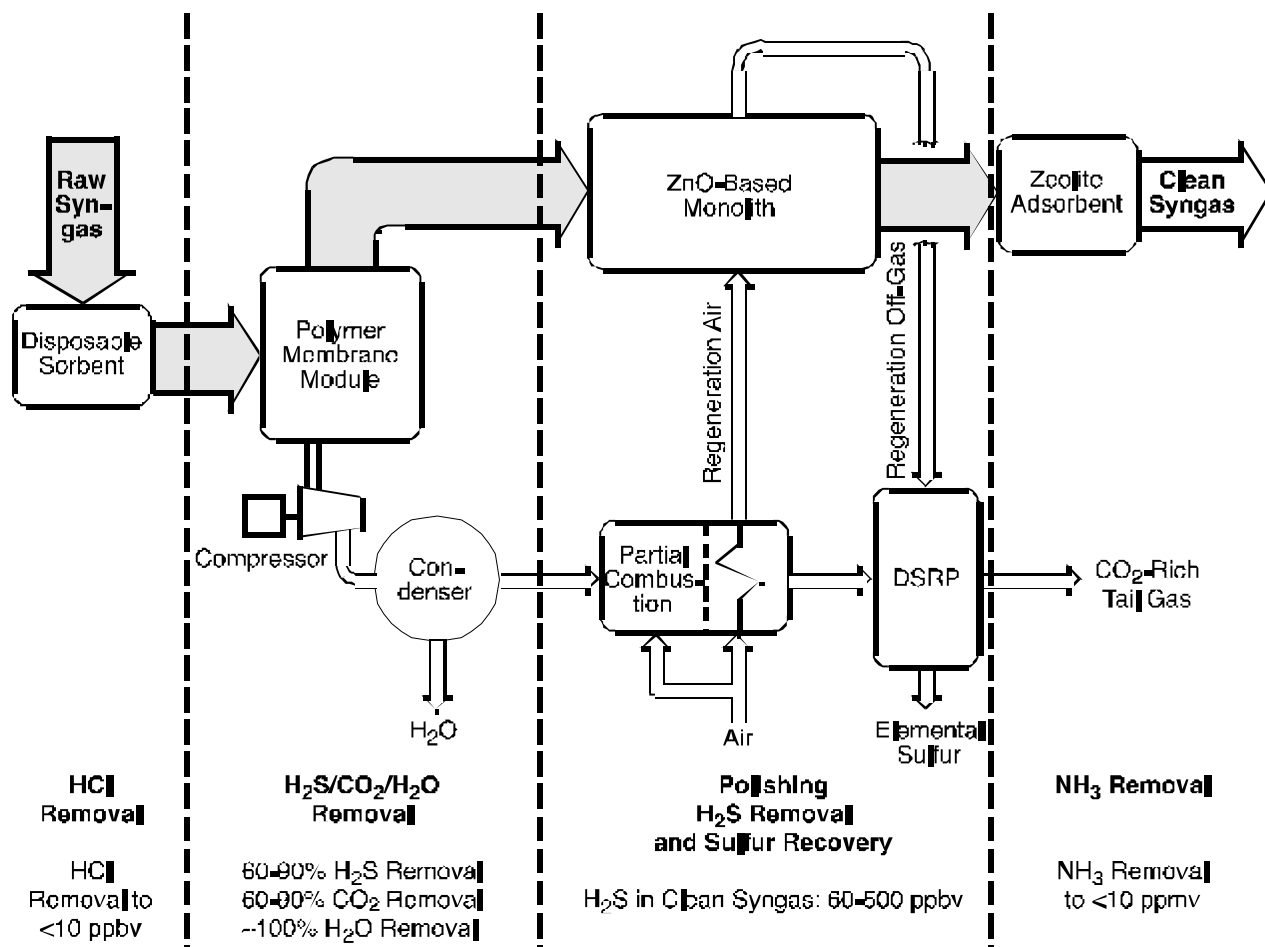 Raw
Syn-
gas
Disposable
Sorbent
Polymer
Membrane
Module
Compressor
Con-
denser
H₂O
ZnO-Based
Monolith
Regeneration Air
Regeneration Off-Gas
Partial
Combus-
tion
Air
DSRP
Elemental
Sulfur
CO₂-Rich
Tail Gas
Zeolite
Adsorbent
Clean
Syngas
HCl
Removal
HCl
Removal to
<10 ppbv
H₂S/CO₂/H₂O
Removal
60-90% H₂S Removal
60-90% CO₂ Removal
~100% H₂O Removal
Polishing
H₂S Removal
and Sulfur Recovery
H₂S in Clean Syngas: 60-500 ppbv
NH₃ Removal
NH₃ Removal
to <10 ppmv